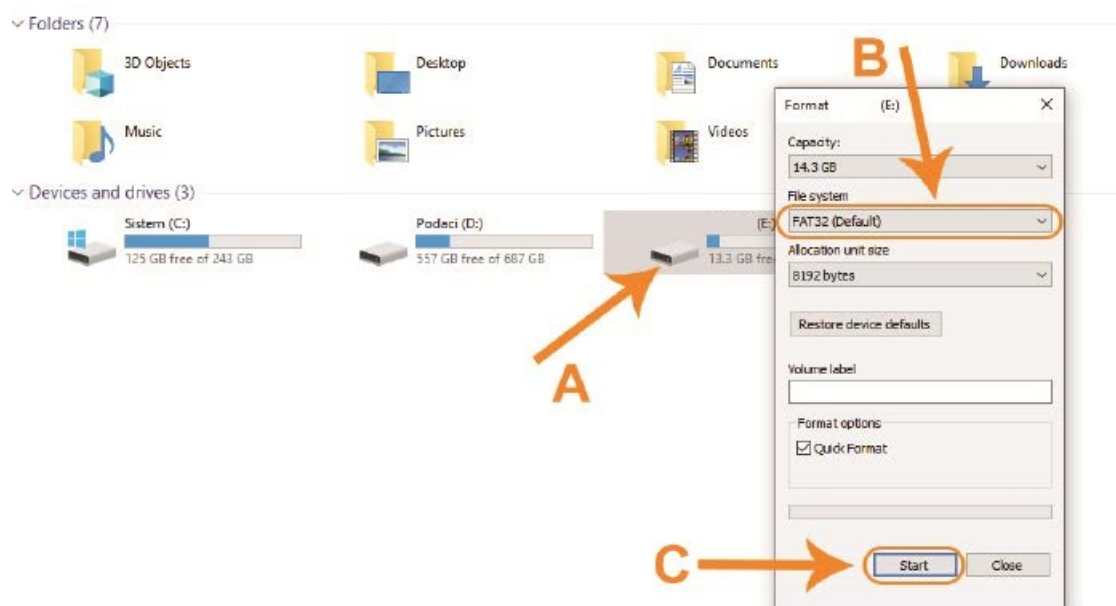 Folders (7)
3D Objects
Desktop
Documents
Downloads
Music
Pictures
Videos
Devices and drives (3)
Sistem (C:)
125 GB free of 243 GB
Podaci (D:)
557 GB free of 687 GB
(E:)
13.3 GB free
A
B
Format (E:)
Capacity:
14.3 GB
File system
FAT32 (Default)
Allocation unit size
8192 bytes
Restore device defaults
Volume label
Format options
Quick Format
C
Start
Close